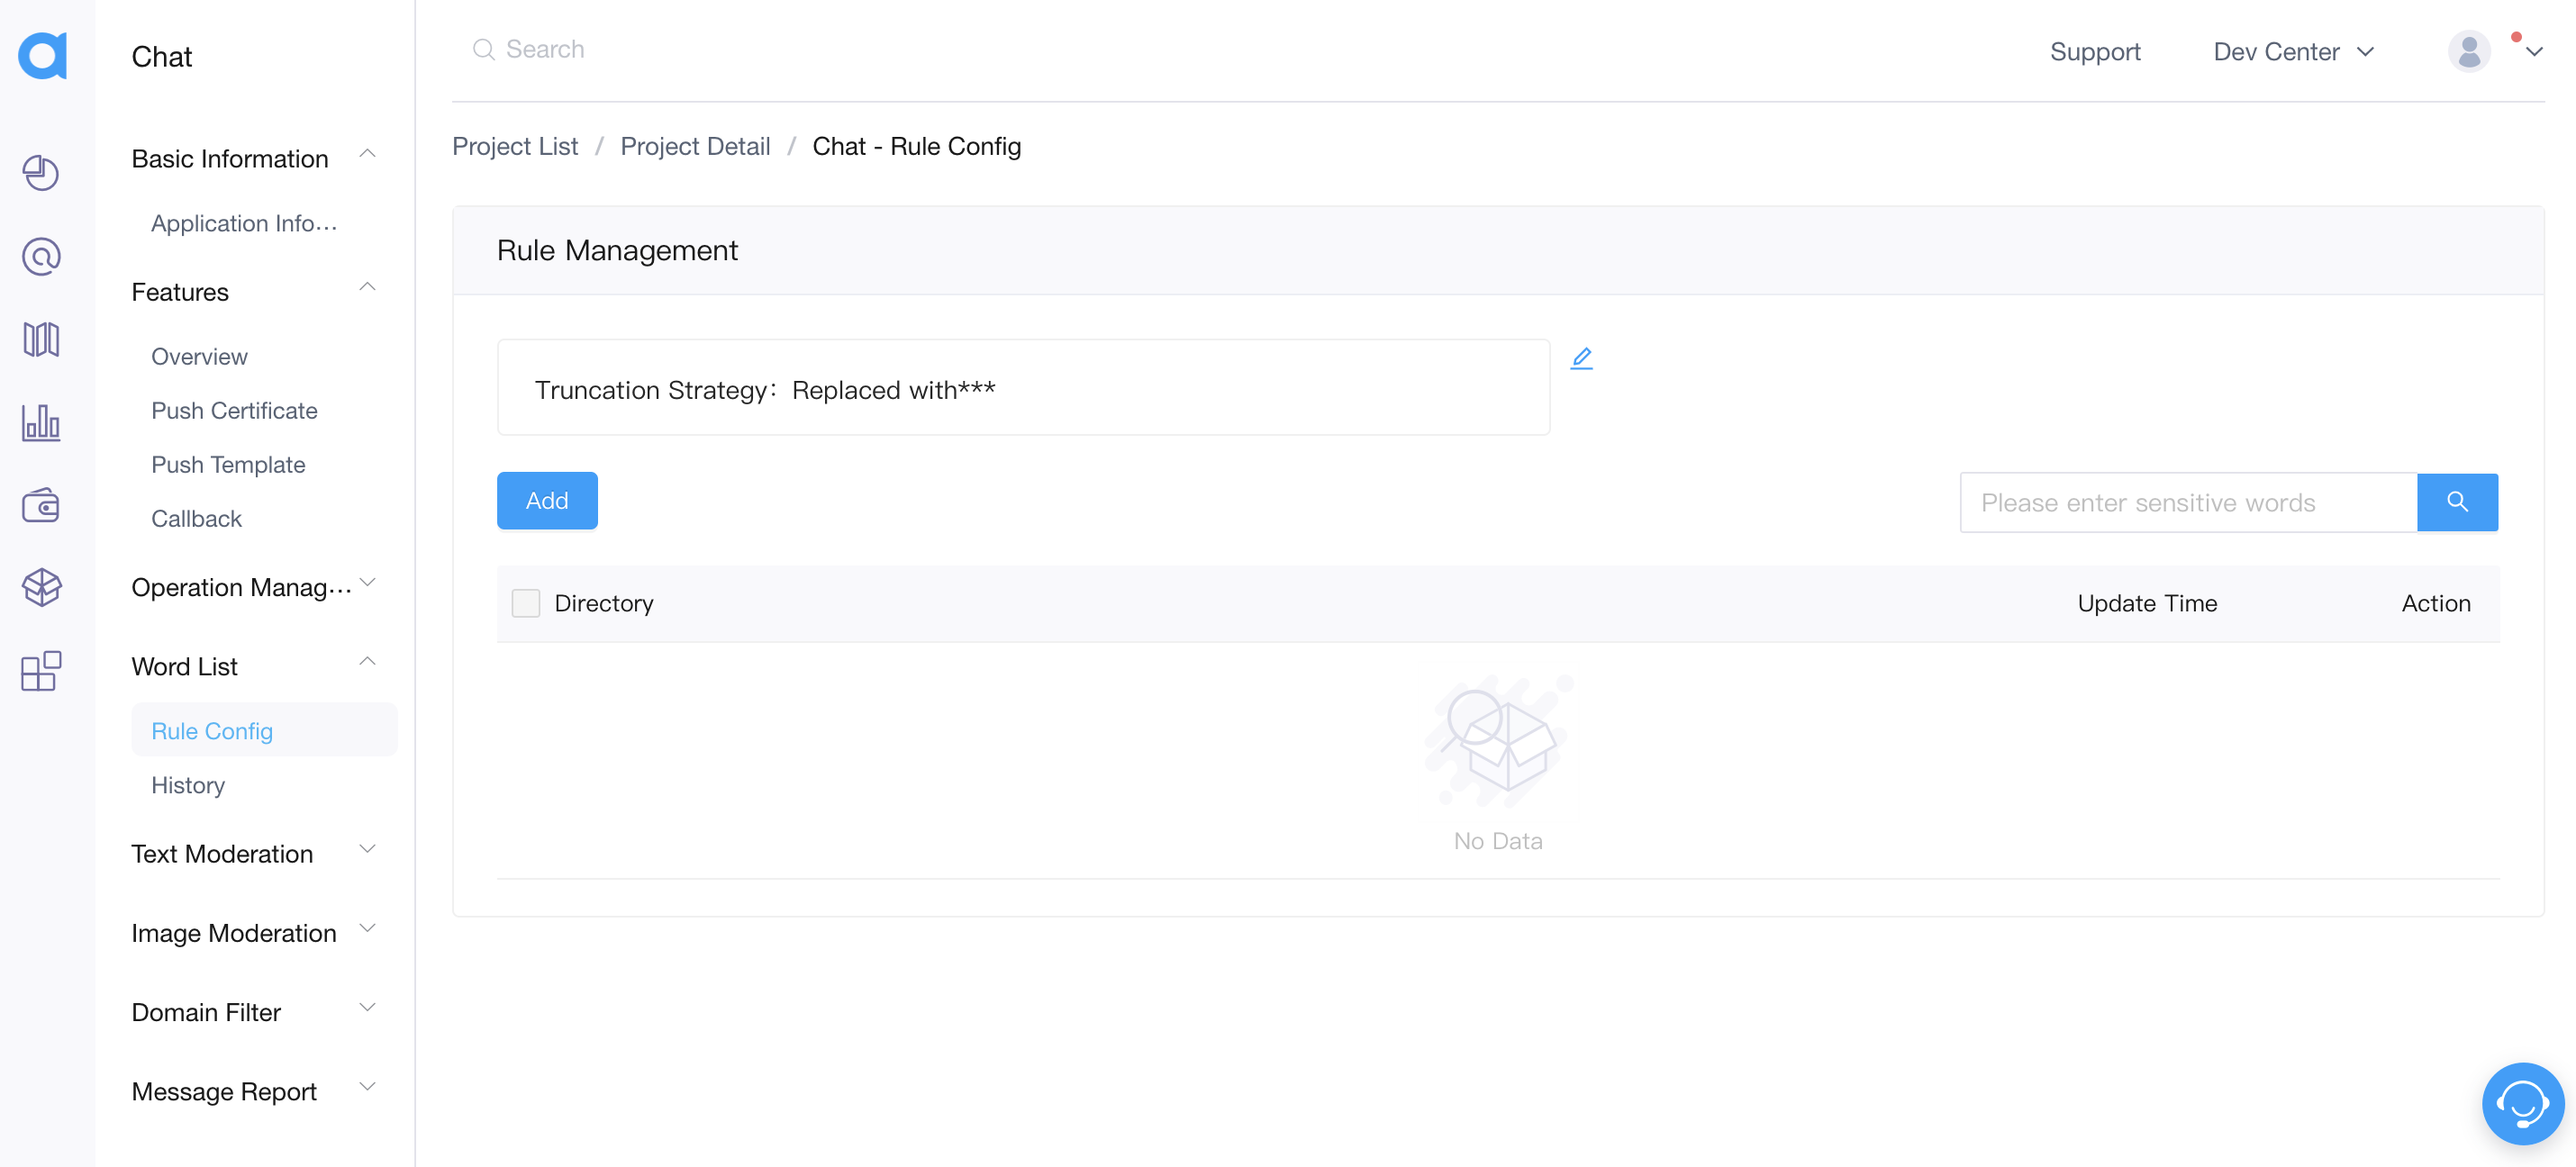 Chat
Basic Information
Application Info···
Features
Overview
Push Certificate
Push Template
Callback
Operation Manag···
Word List
Rule Config
History
Text Moderation
Image Moderation
Domain Filter
Message Report
Search
Support
Dev Center
Project List / Project Detail / Chat - Rule Config
Rule Management
Truncation Strategy：Replaced with***
Add
Please enter sensitive words
Directory
Update Time
Action
No Data